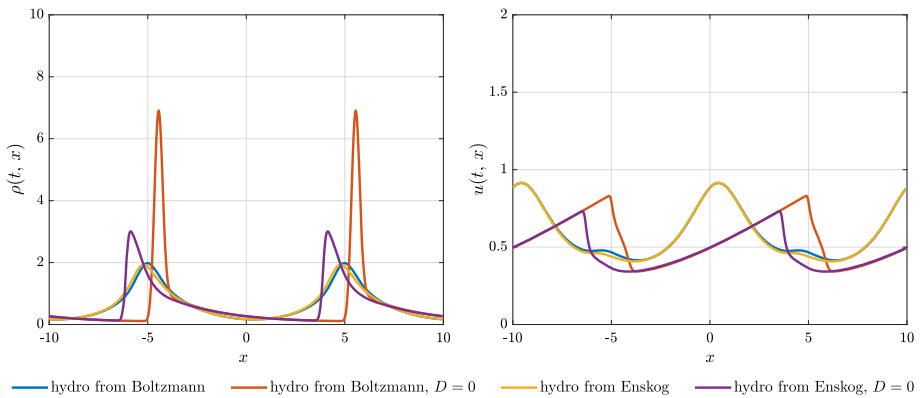 10
8
6
4
2
0
-10
-5
0
5
10
ρ(t, x)
x
2
1.5
1
0.5
0
-10
-5
0
5
10
u(t, x)
x
hydro from Boltzmann
hydro from Boltzmann, D = 0
hydro from Enskog
hydro from Enskog, D = 0